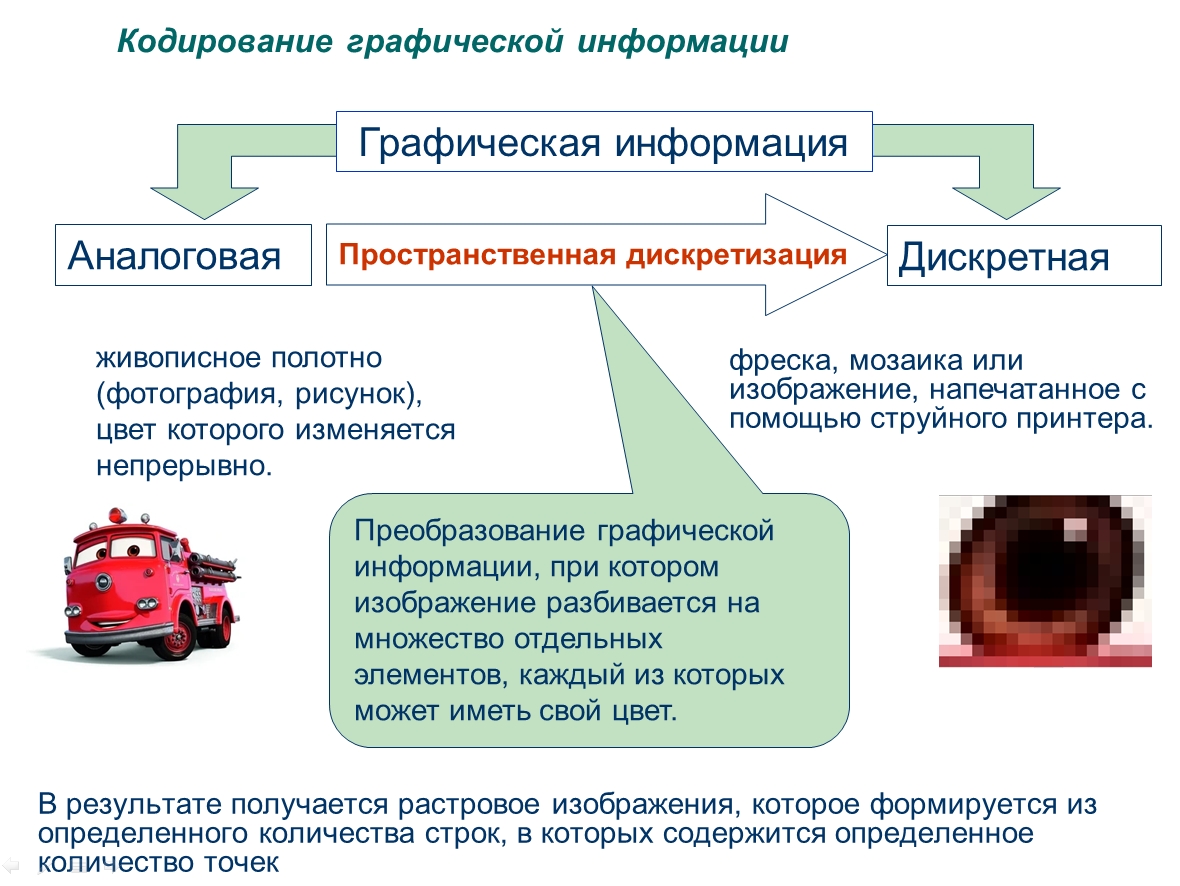 Кодирование графической информации
Графическая информация
Аналоговая
Пространственная дискретизация
Дискретная
живописное полотно
(фотография, рисунок),
цвет которого изменяется
непрерывно.
фреска, мозаика или
изображение, напечатанное с
помощью струйного принтера.
Преобразование графической
информации, при котором
изображение разбивается на
множество отдельных
элементов, каждый из которых
может иметь свой цвет.
В результате получается растровое изображения, которое формируется из
определенного количества строк, в которых содержится определенное
количество точек